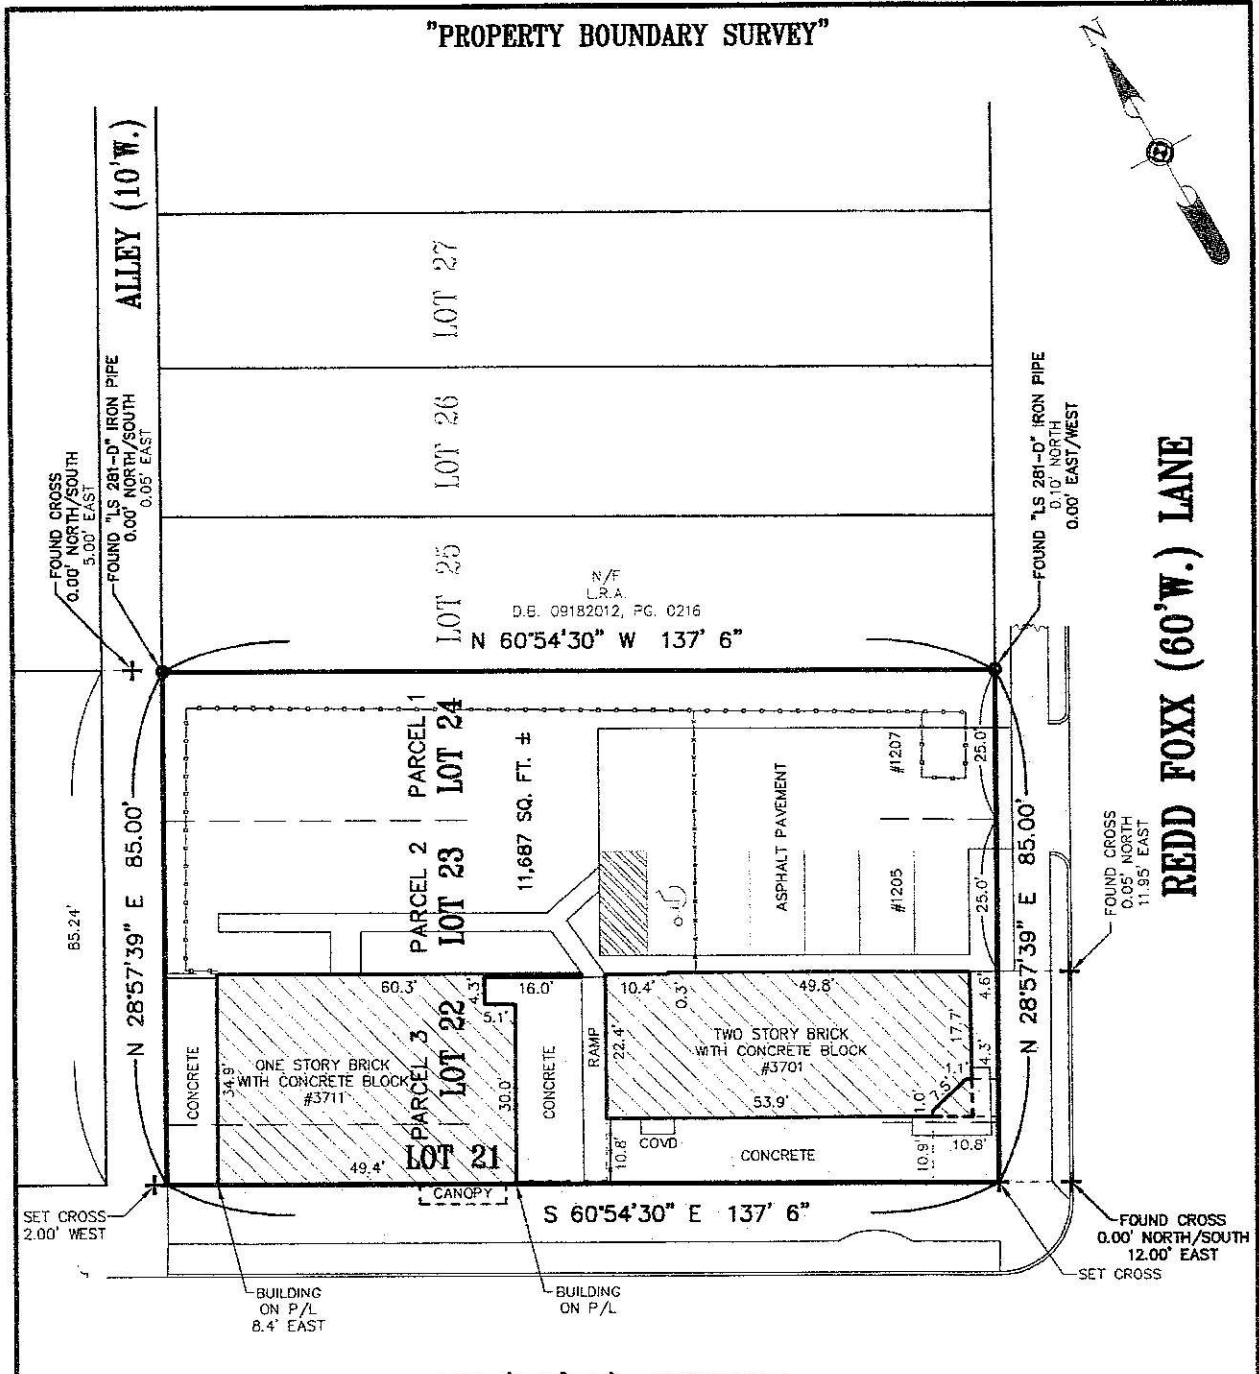 "PROPERTY BOUNDARY SURVEY"
N
ALLEY (10'W.)
LOT 27
LOT 26
LOT 25
FOUND CROSS
0.00' NORTH/SOUTH
5.00' EAST
FOUND "LS 281-D" IRON PIPE
0.00' NORTH/SOUTH
0.05' EAST
FOUND "LS 281-D" IRON PIPE
0.10' NORTH
0.00' EAST/WEST
REDD FOXX (60'W.) LANE
N/F
L.R.A.
D.B. 09182012, PG. 0216
N 60°54'30" W 137' 6"
PARCEL 1
LOT 24
PARCEL 2
LOT 23
11,687 SQ. FT. ±
ASPHALT PAVEMENT
#1207
#1205
25.0'
25.0'
N 28°57'39" E 85.00'
85.24'
N 28°57'39" E 85.00'
FOUND CROSS
0.05' NORTH
11.95' EAST
60.3'
4.3'
5.1'
16.0'
10.4'
0.3'
49.8'
4.6'
17.7'
4.3'
1.1'
7.5'
1.0'
CONCRETE
34.9'
ONE STORY BRICK
WITH CONCRETE BLOCK
#3711
PARCEL 3
LOT 22
30.0'
CONCRETE
RAMP
22.4'
TWO STORY BRICK
WITH CONCRETE BLOCK
#3701
53.9'
49.4'
LOT 21
CANOPY
10.8'
COVD
CONCRETE
10.9'
10.8'
SET CROSS
2.00' WEST
S 60°54'30" E 137' 6"
FOUND CROSS
0.00' NORTH/SOUTH
12.00' EAST
SET CROSS
BUILDING
ON P/L
8.4' EAST
BUILDING
ON P/L